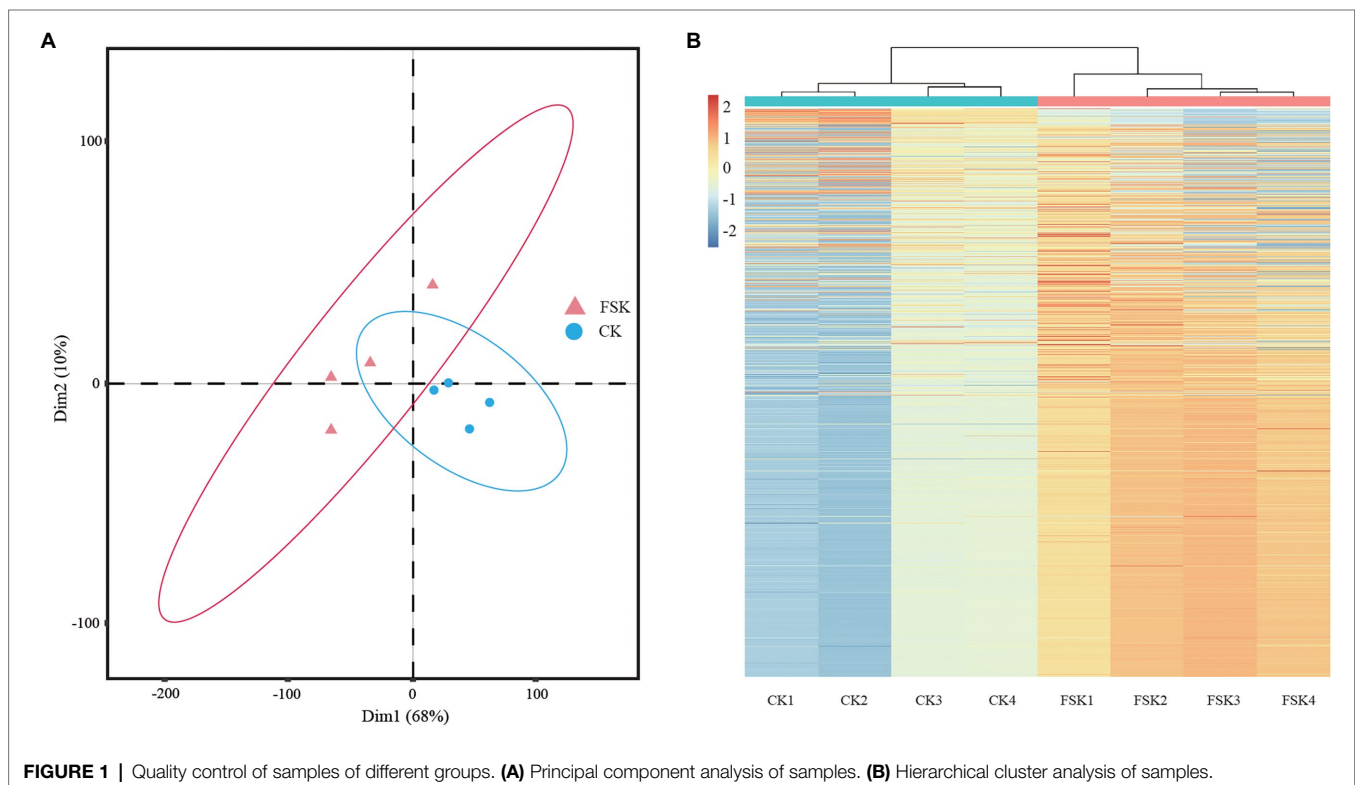 A
100
0
-100
Dim2 (10%)
FSK
CK
-200
-100
0
100
Dim1 (68%)
B
2
1
0
-1
-2
CK1
CK2
CK3
CK4
FSK1
FSK2
FSK3
FSK4
FIGURE 1 | Quality control of samples of different groups. (A) Principal component analysis of samples. (B) Hierarchical cluster analysis of samples.